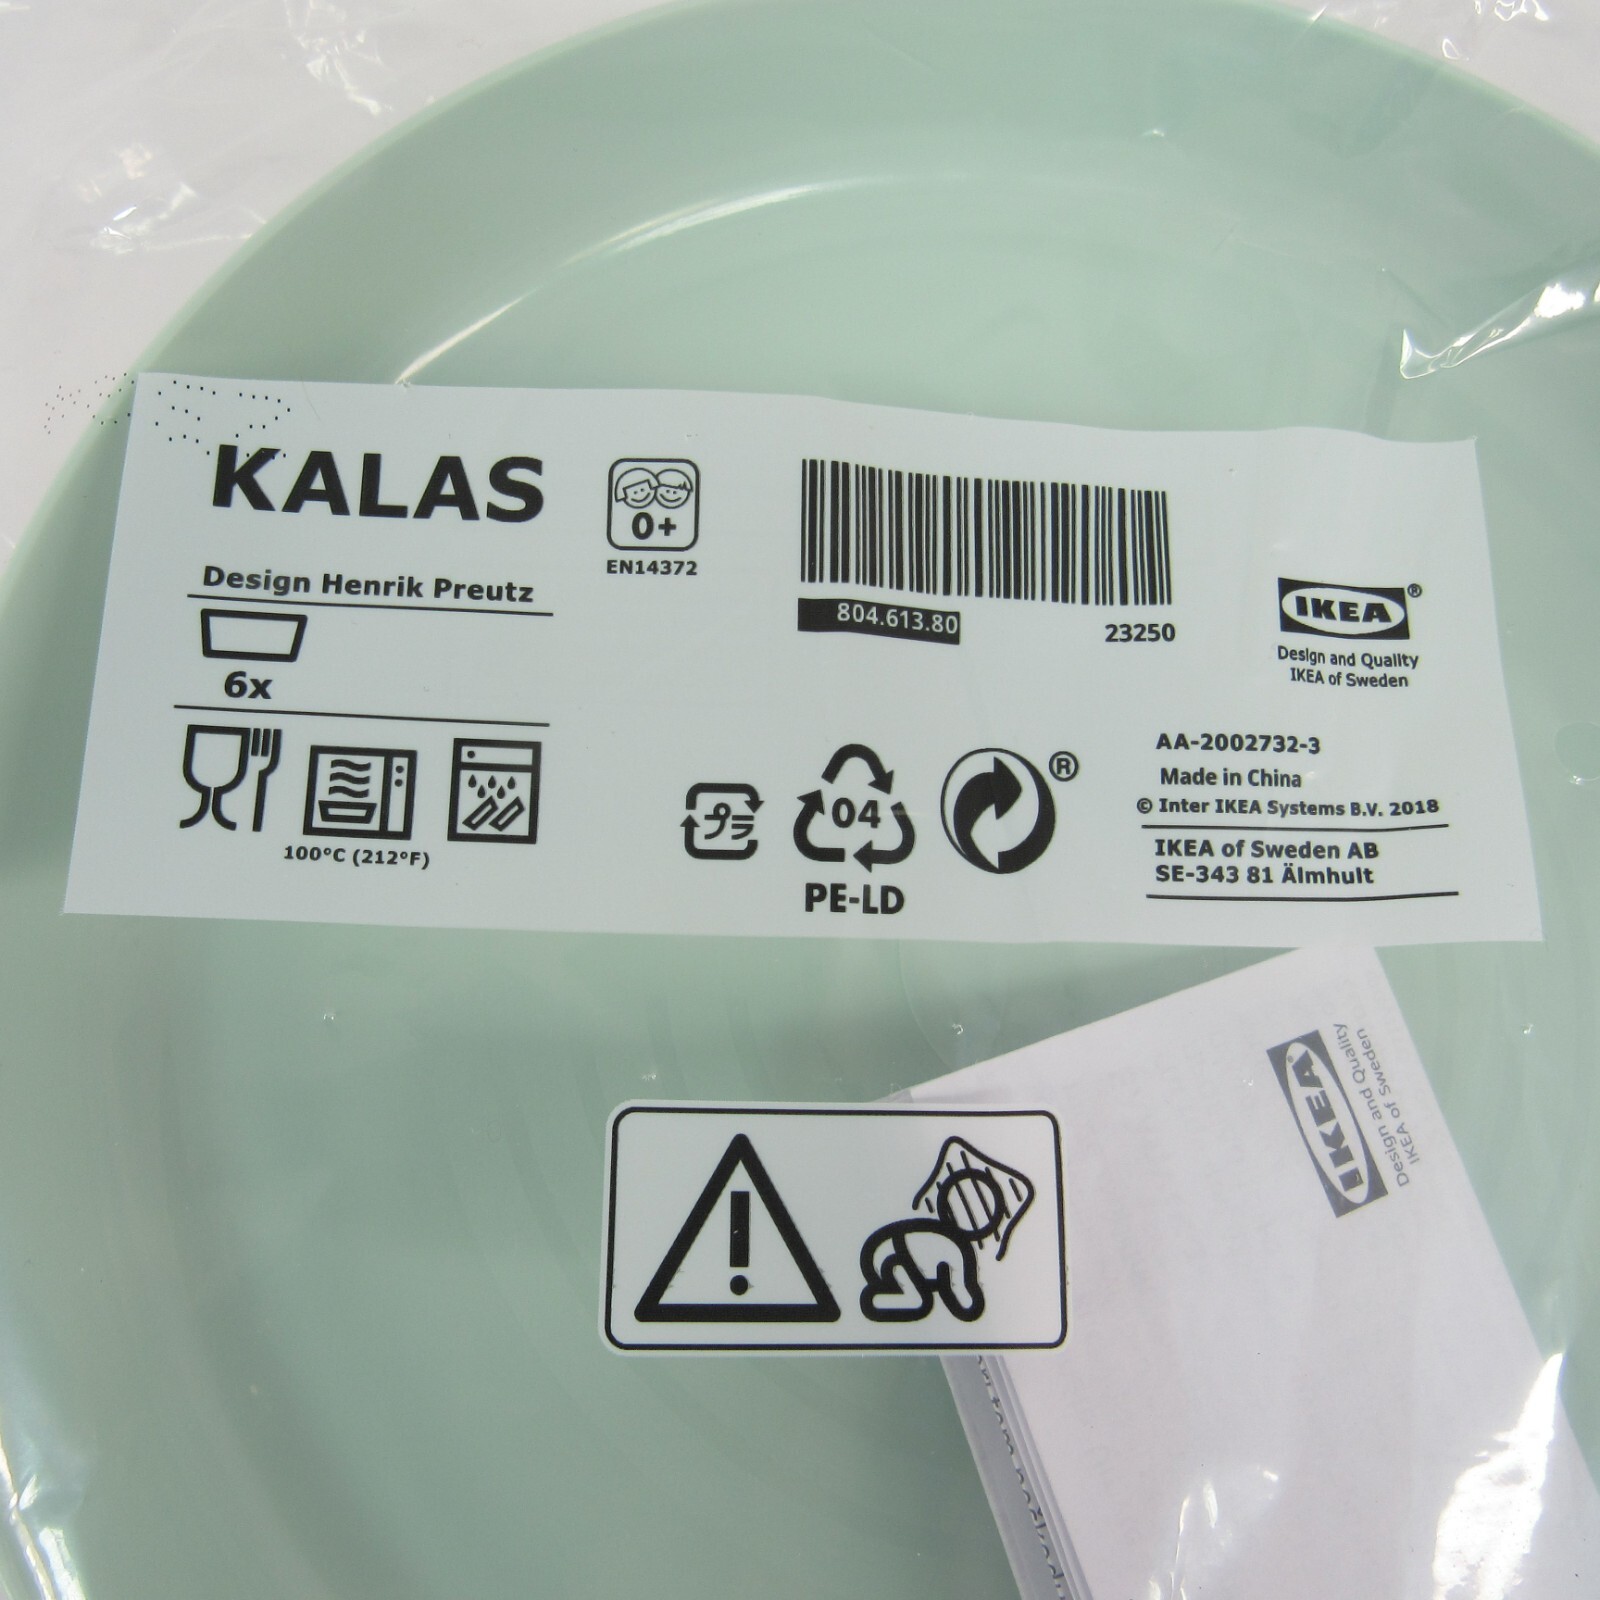 KALAS
Design Henrik Preutz
6x
100°C (212°F)
0+
EN14372
804.613.80
23250
プラ
04
PE-LD
®
IKEA®
Design and Quality
IKEA of Sweden
AA-2002732-3
Made in China
© Inter IKEA Systems B.V. 2018
IKEA of Sweden AB
SE-343 81 Älmhult
!
IKEA
Design and Quality
IKEA of Sweden